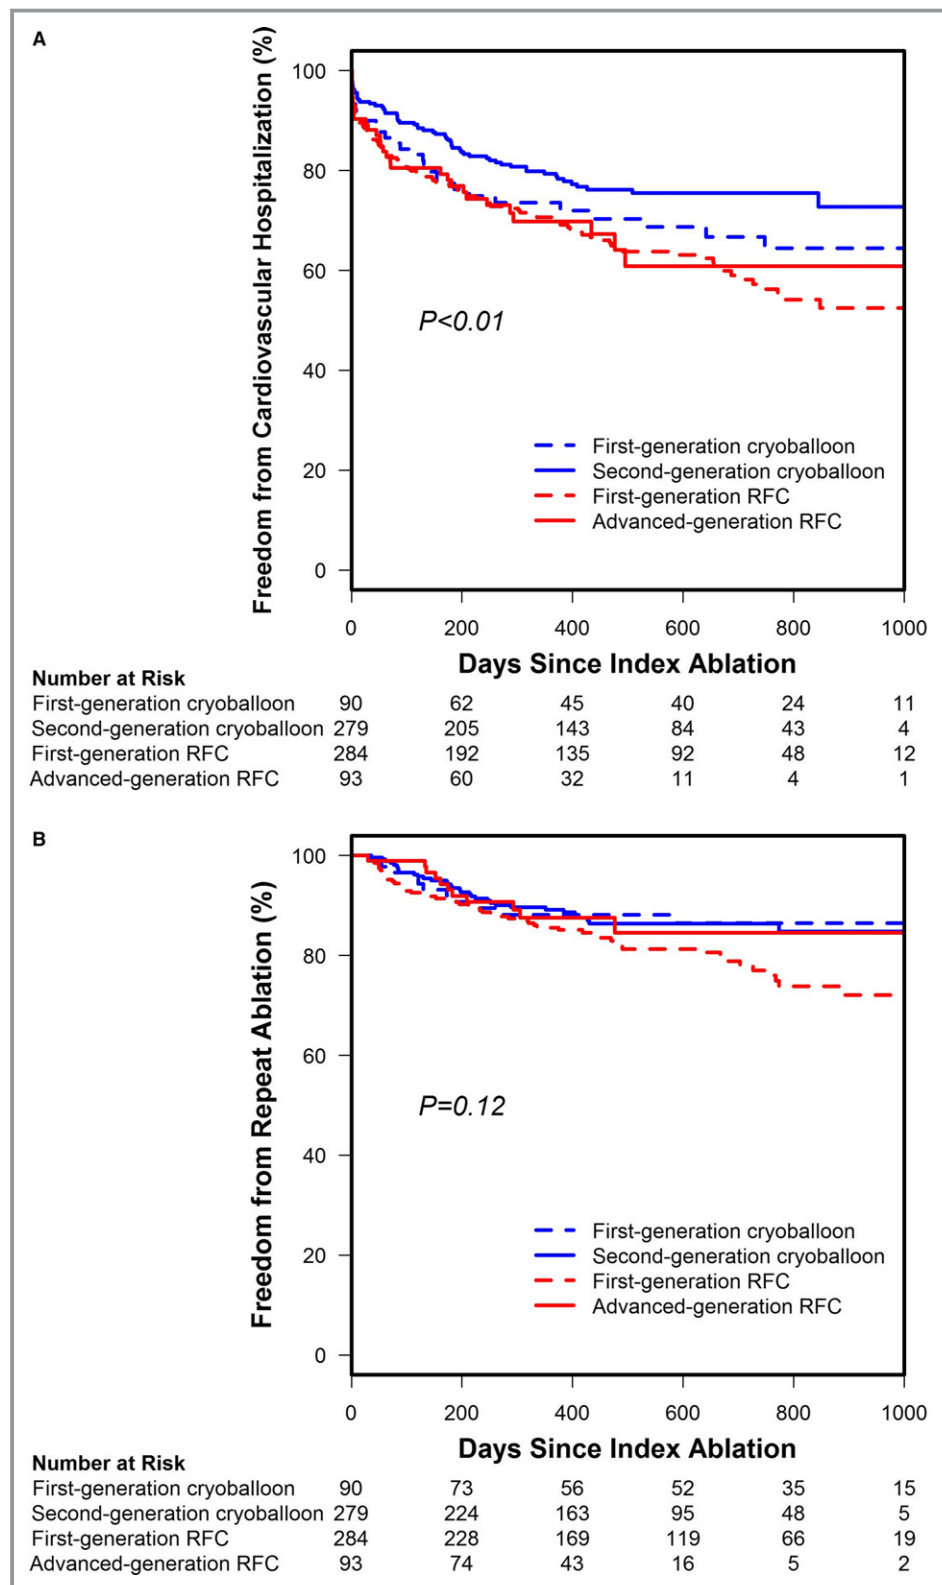 A
Freedom from Cardiovascular Hospitalization (%)
100
80
60
40
20
0
P<0.01
First-generation cryoballoon
Second-generation cryoballoon
First-generation RFC
Advanced-generation RFC
0 200 400 600 800 1000
Days Since Index Ablation
Number at Risk
First-generation cryoballoon 90 62 45 40 24 11
Second-generation cryoballoon 279 205 143 84 43 4
First-generation RFC 284 192 135 92 48 12
Advanced-generation RFC 93 60 32 11 4 1
B
Freedom from Repeat Ablation (%)
100
80
60
40
20
0
P=0.12
First-generation cryoballoon
Second-generation cryoballoon
First-generation RFC
Advanced-generation RFC
0 200 400 600 800 1000
Days Since Index Ablation
Number at Risk
First-generation cryoballoon 90 73 56 52 35 15
Second-generation cryoballoon 279 224 163 95 48 5
First-generation RFC 284 228 169 119 66 19
Advanced-generation RFC 93 74 43 16 5 2